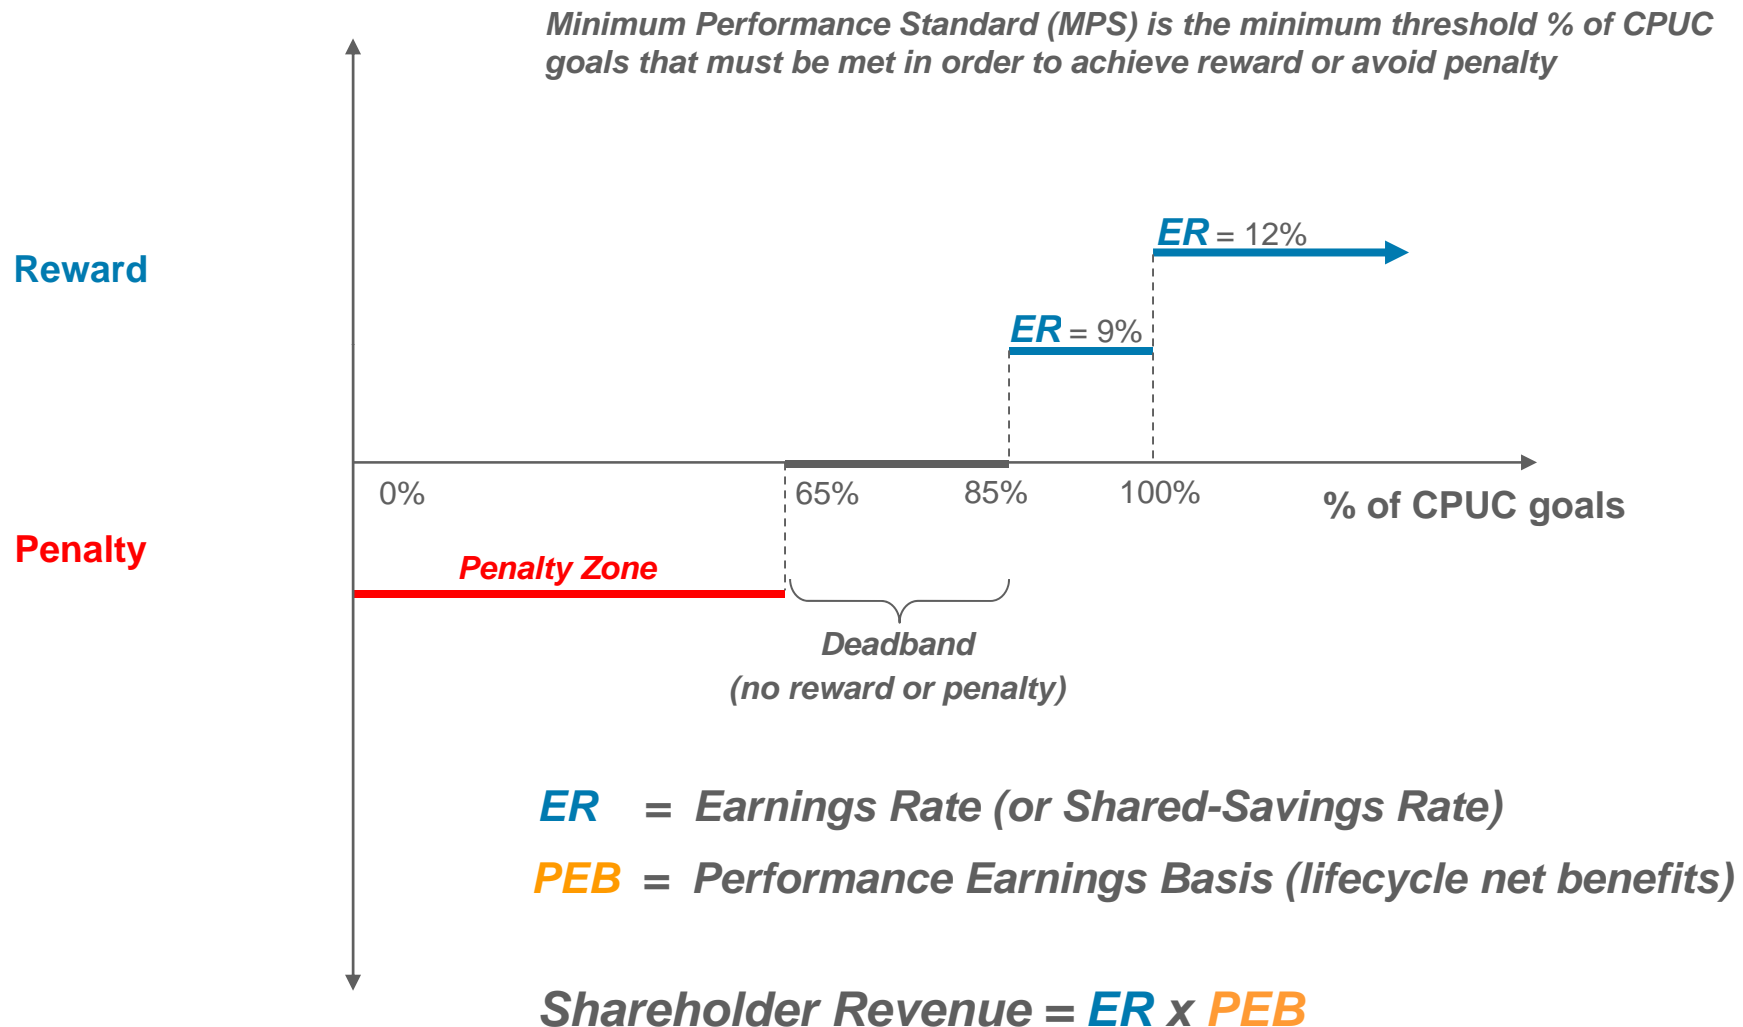 Minimum Performance Standard (MPS) is the minimum threshold % of CPUC
goals that must be met in order to achieve reward or avoid penalty
ER = 12%
Reward
ER = 9%
0%
65%
85%
100%
% of CPUC goals
Penalty
Penalty Zone
Deadband
(no reward or penalty)
ER = Earnings Rate (or Shared-Savings Rate)
PEB = Performance Earnings Basis (lifecycle net benefits)
Shareholder Revenue = ER x PEB